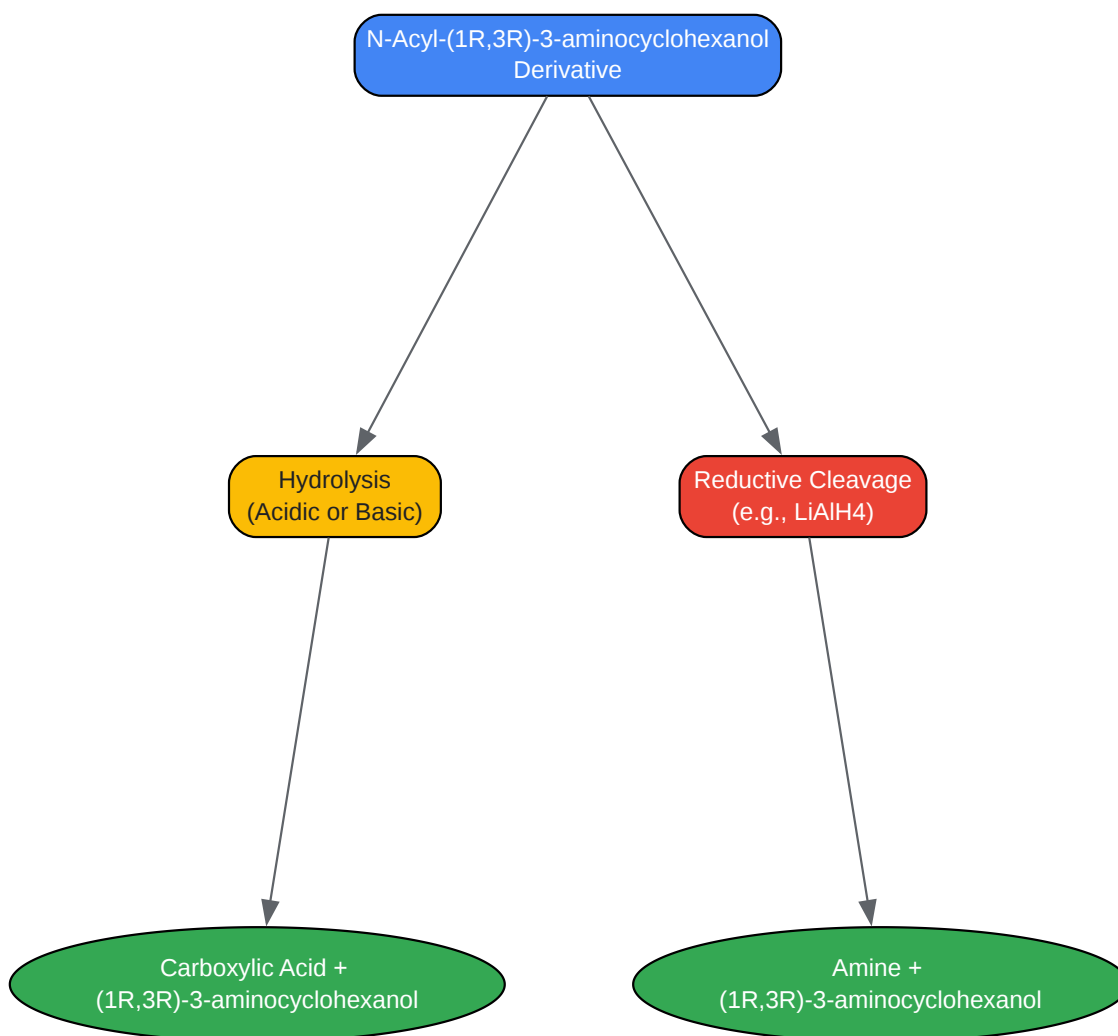 N-Acyl-(1R,3R)-3-aminocyclohexanol
Derivative
Hydrolysis
(Acidic or Basic)
Reductive Cleavage
(e.g., LiAlH4)
Carboxylic Acid +
(1R,3R)-3-aminocyclohexanol
Amine +
(1R,3R)-3-aminocyclohexanol